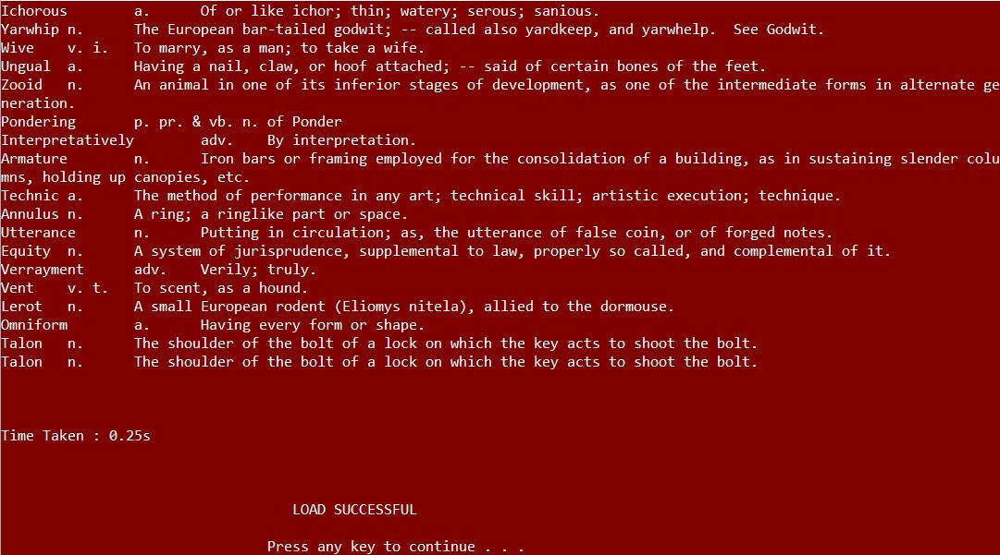 Ichorous a. Of or like ichor; thin; watery; serous; sanious.
Yarwhip n. The European bar-tailed godwit; -- called also yardkeep, and yarwhelp. See Godwit.
Wive v. i. To marry, as a man; to take a wife.
Ungual a. Having a nail, claw, or hoof attached; -- said of certain bones of the feet.
Zooid n. An animal in one of its inferior stages of development, as one of the intermediate forms in alternate ge
neration.
Pondering p. pr. & vb. n. of Ponder
Interpretatively adv. By interpretation.
Armature n. Iron bars or framing employed for the consolidation of a building, as in sustaining slender colu
mns, holding up canopies, etc.
Technic a. The method of performance in any art; technical skill; artistic execution; technique.
Annulus n. A ring; a ringlike part or space.
Utterance n. Putting in circulation; as, the utterance of false coin, or of forged notes.
Equity n. A system of jurisprudence, supplemental to law, properly so called, and complemental of it.
Verrayment adv. Verily; truly.
Vent v. t. To scent, as a hound.
Lerot n. A small European rodent (Eliomys nitela), allied to the dormouse.
Omniform a. Having every form or shape.
Talon n. The shoulder of the bolt of a lock on which the key acts to shoot the bolt.
Talon n. The shoulder of the bolt of a lock on which the key acts to shoot the bolt.
Time Taken : 0.25s
LOAD SUCCESSFUL
Press any key to continue . . .